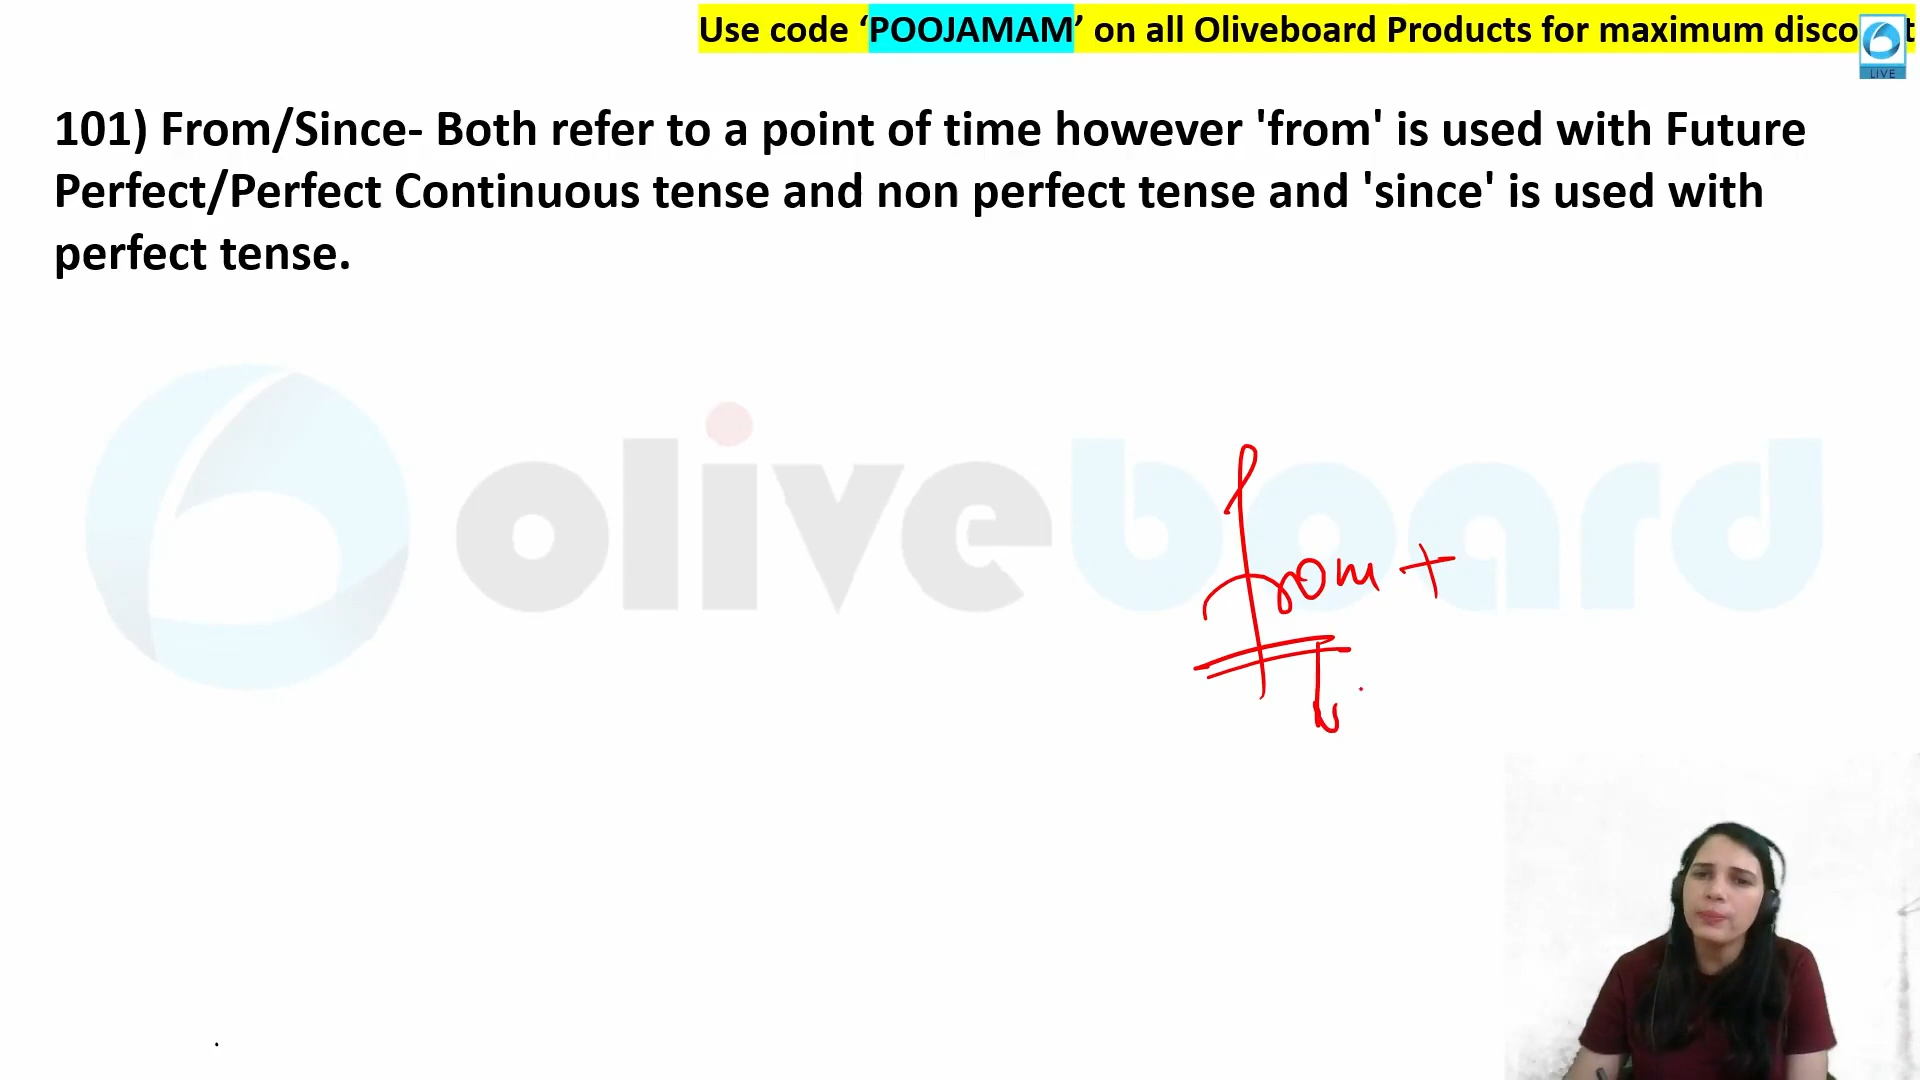 Use code ‘POOJAMAM’ on all Oliveboard Products for maximum
LIVE
101) From/Since- Both refer to a point of time however 'from' is used with Future
Perfect/Perfect Continuous tense and non perfect tense and 'since' is used with
perfect tense.
oliveboard
from +